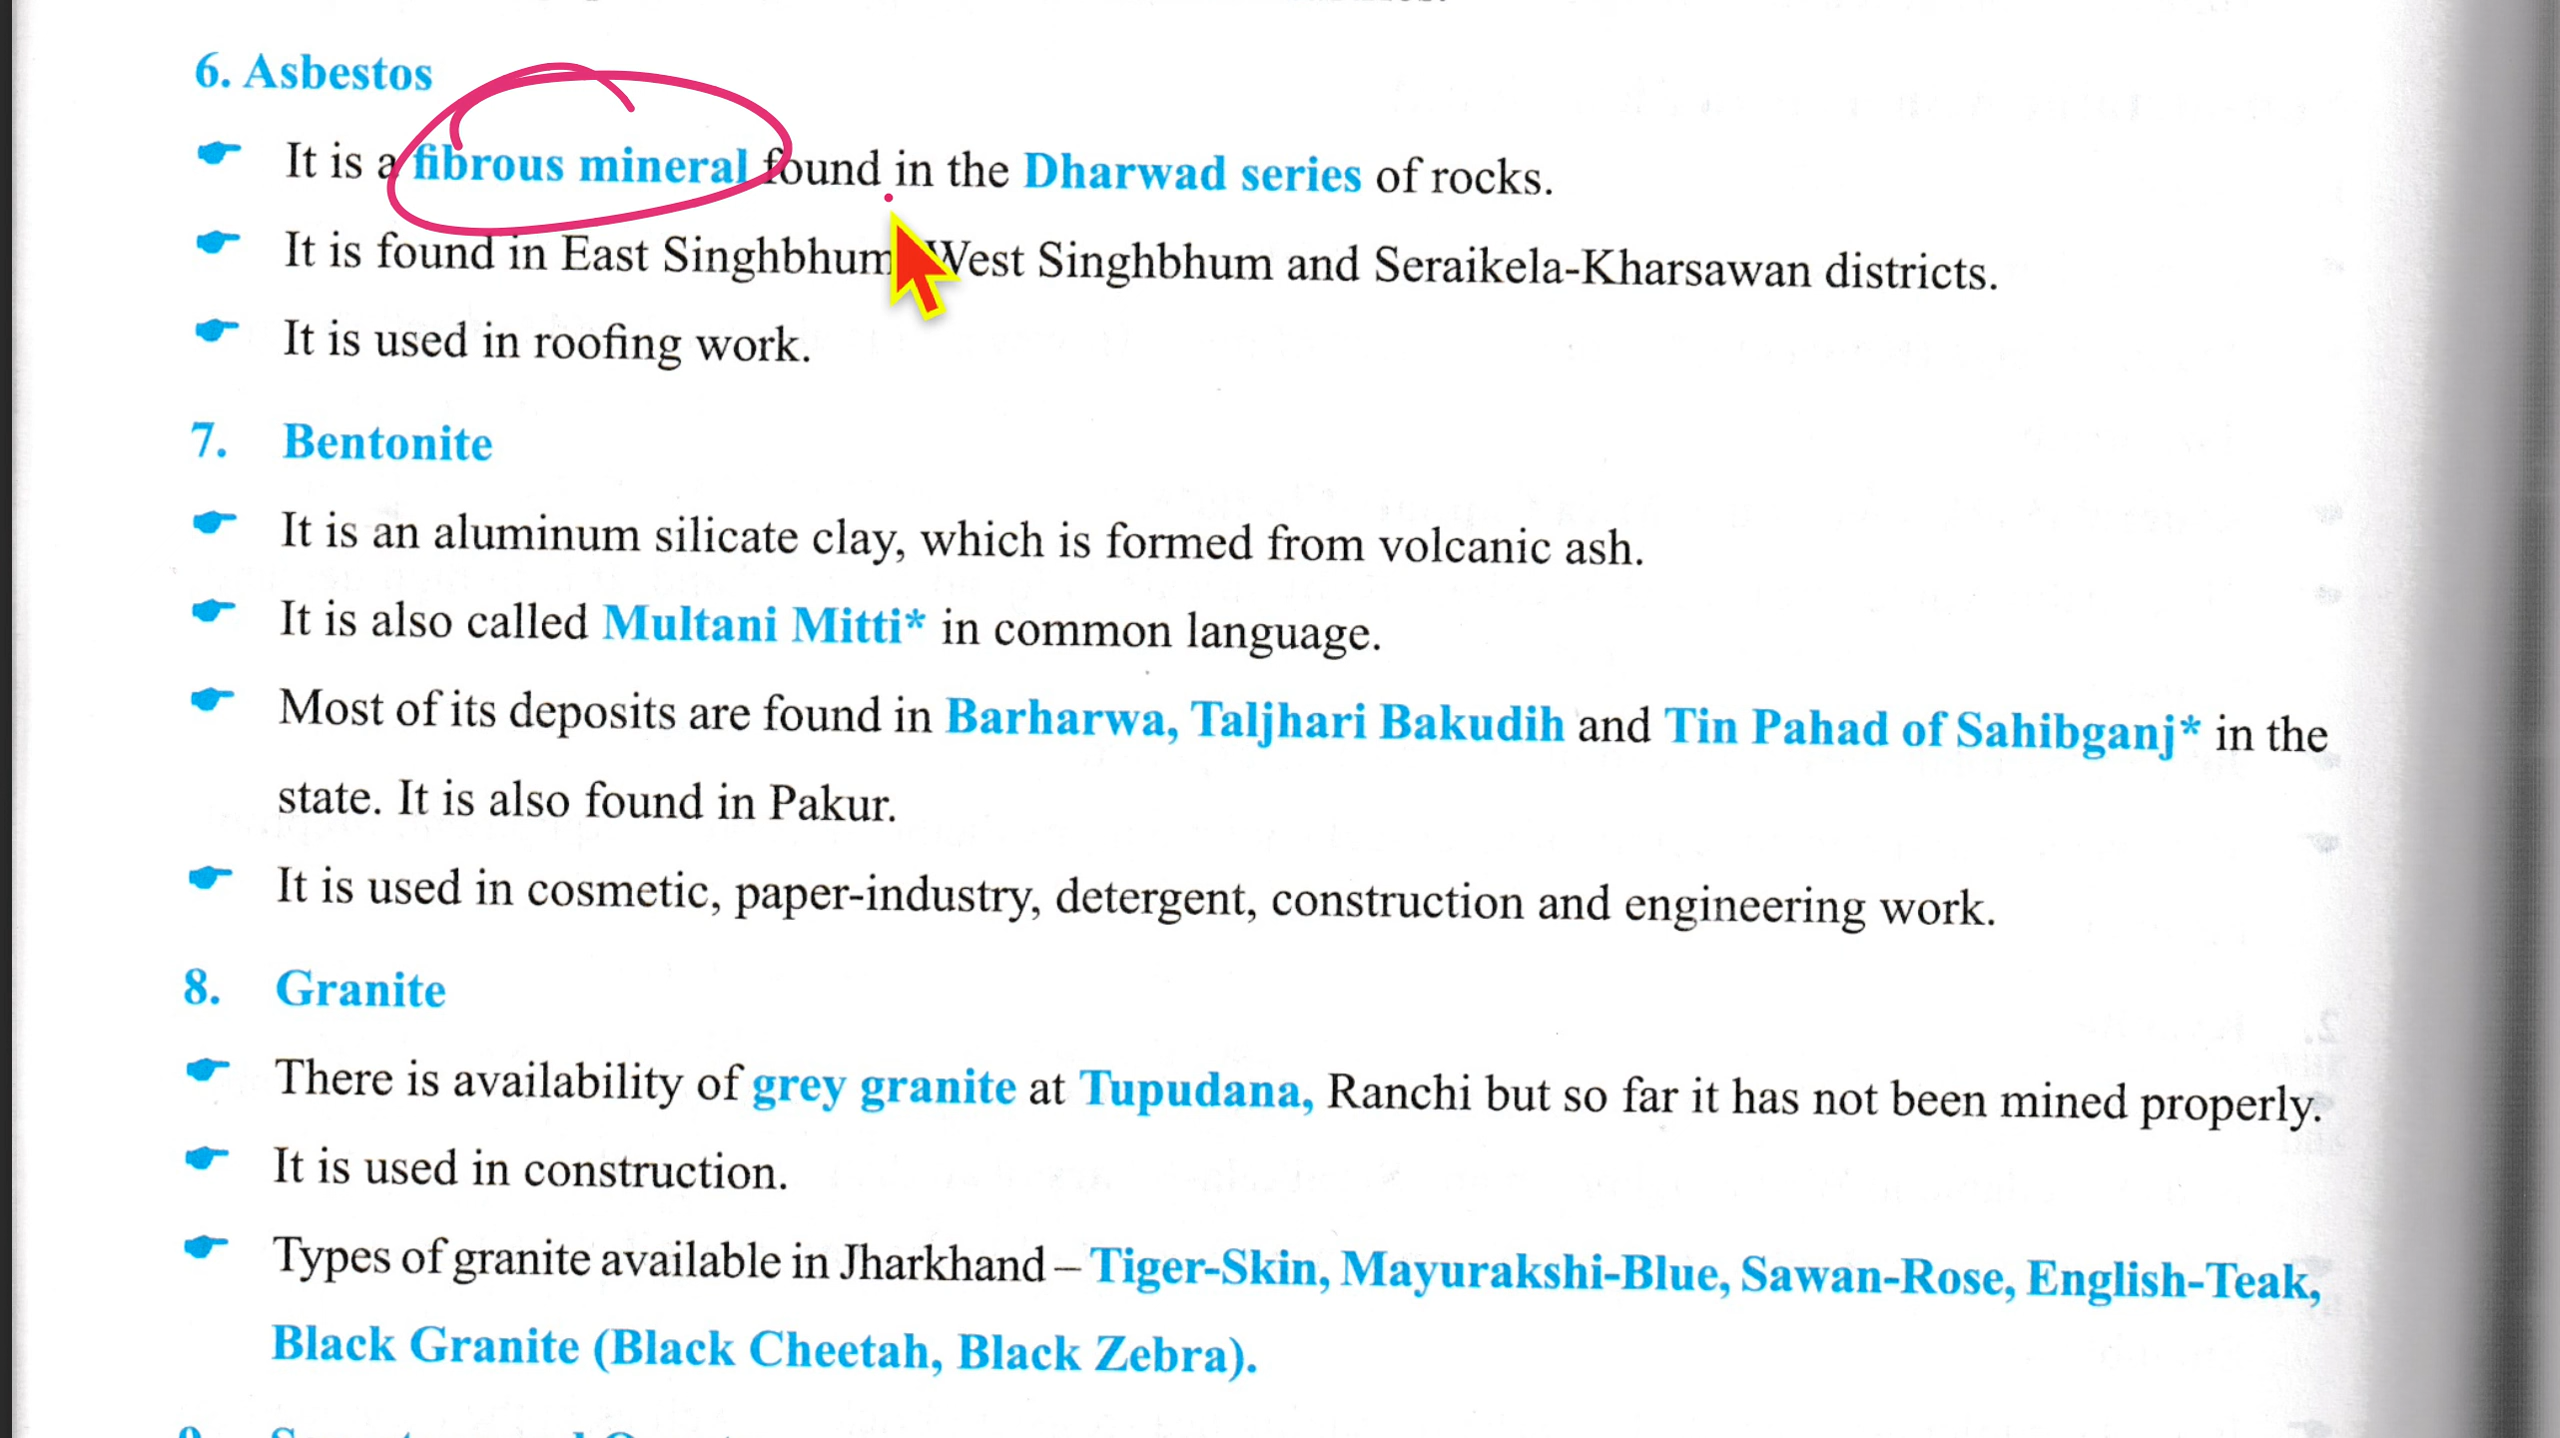 6. Asbestos
It is a fibrous mineral found in the Dharwad series of rocks.
It is found in East Singhbhum West Singhbhum and Seraikela-Kharsawan districts.
It is used in roofing work.
7. Bentonite
It is an aluminum silicate clay, which is formed from volcanic ash.
It is also called Multani Mitti* in common language.
Most of its deposits are found in Barharwa, Taljhari Bakudih and Tin Pahad of Sahibganj* in the
state. It is also found in Pakur.
It is used in cosmetic, paper-industry, detergent, construction and engineering work.
8. Granite
There is availability of grey granite at Tupudana, Ranchi but so far it has not been mined properly.
It is used in construction.
Types of granite available in Jharkhand – Tiger-Skin, Mayurakshi-Blue, Sawan-Rose, English-Teak,
Black Granite (Black Cheetah, Black Zebra).